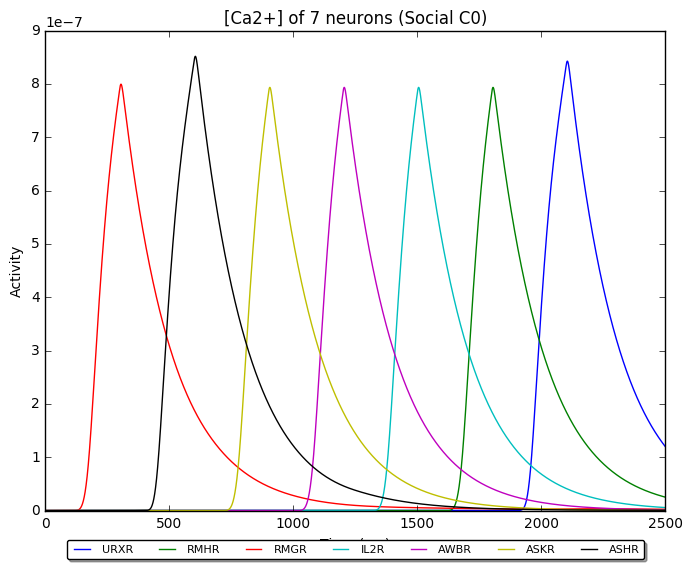 [Ca2+] of 7 neurons (Social C0)
1e−7
9
8
7
6
5
4
3
2
1
0
Activity
0 500 1000 1500 2000 2500
URXR RMHR RMGR IL2R AWBR ASKR ASHR